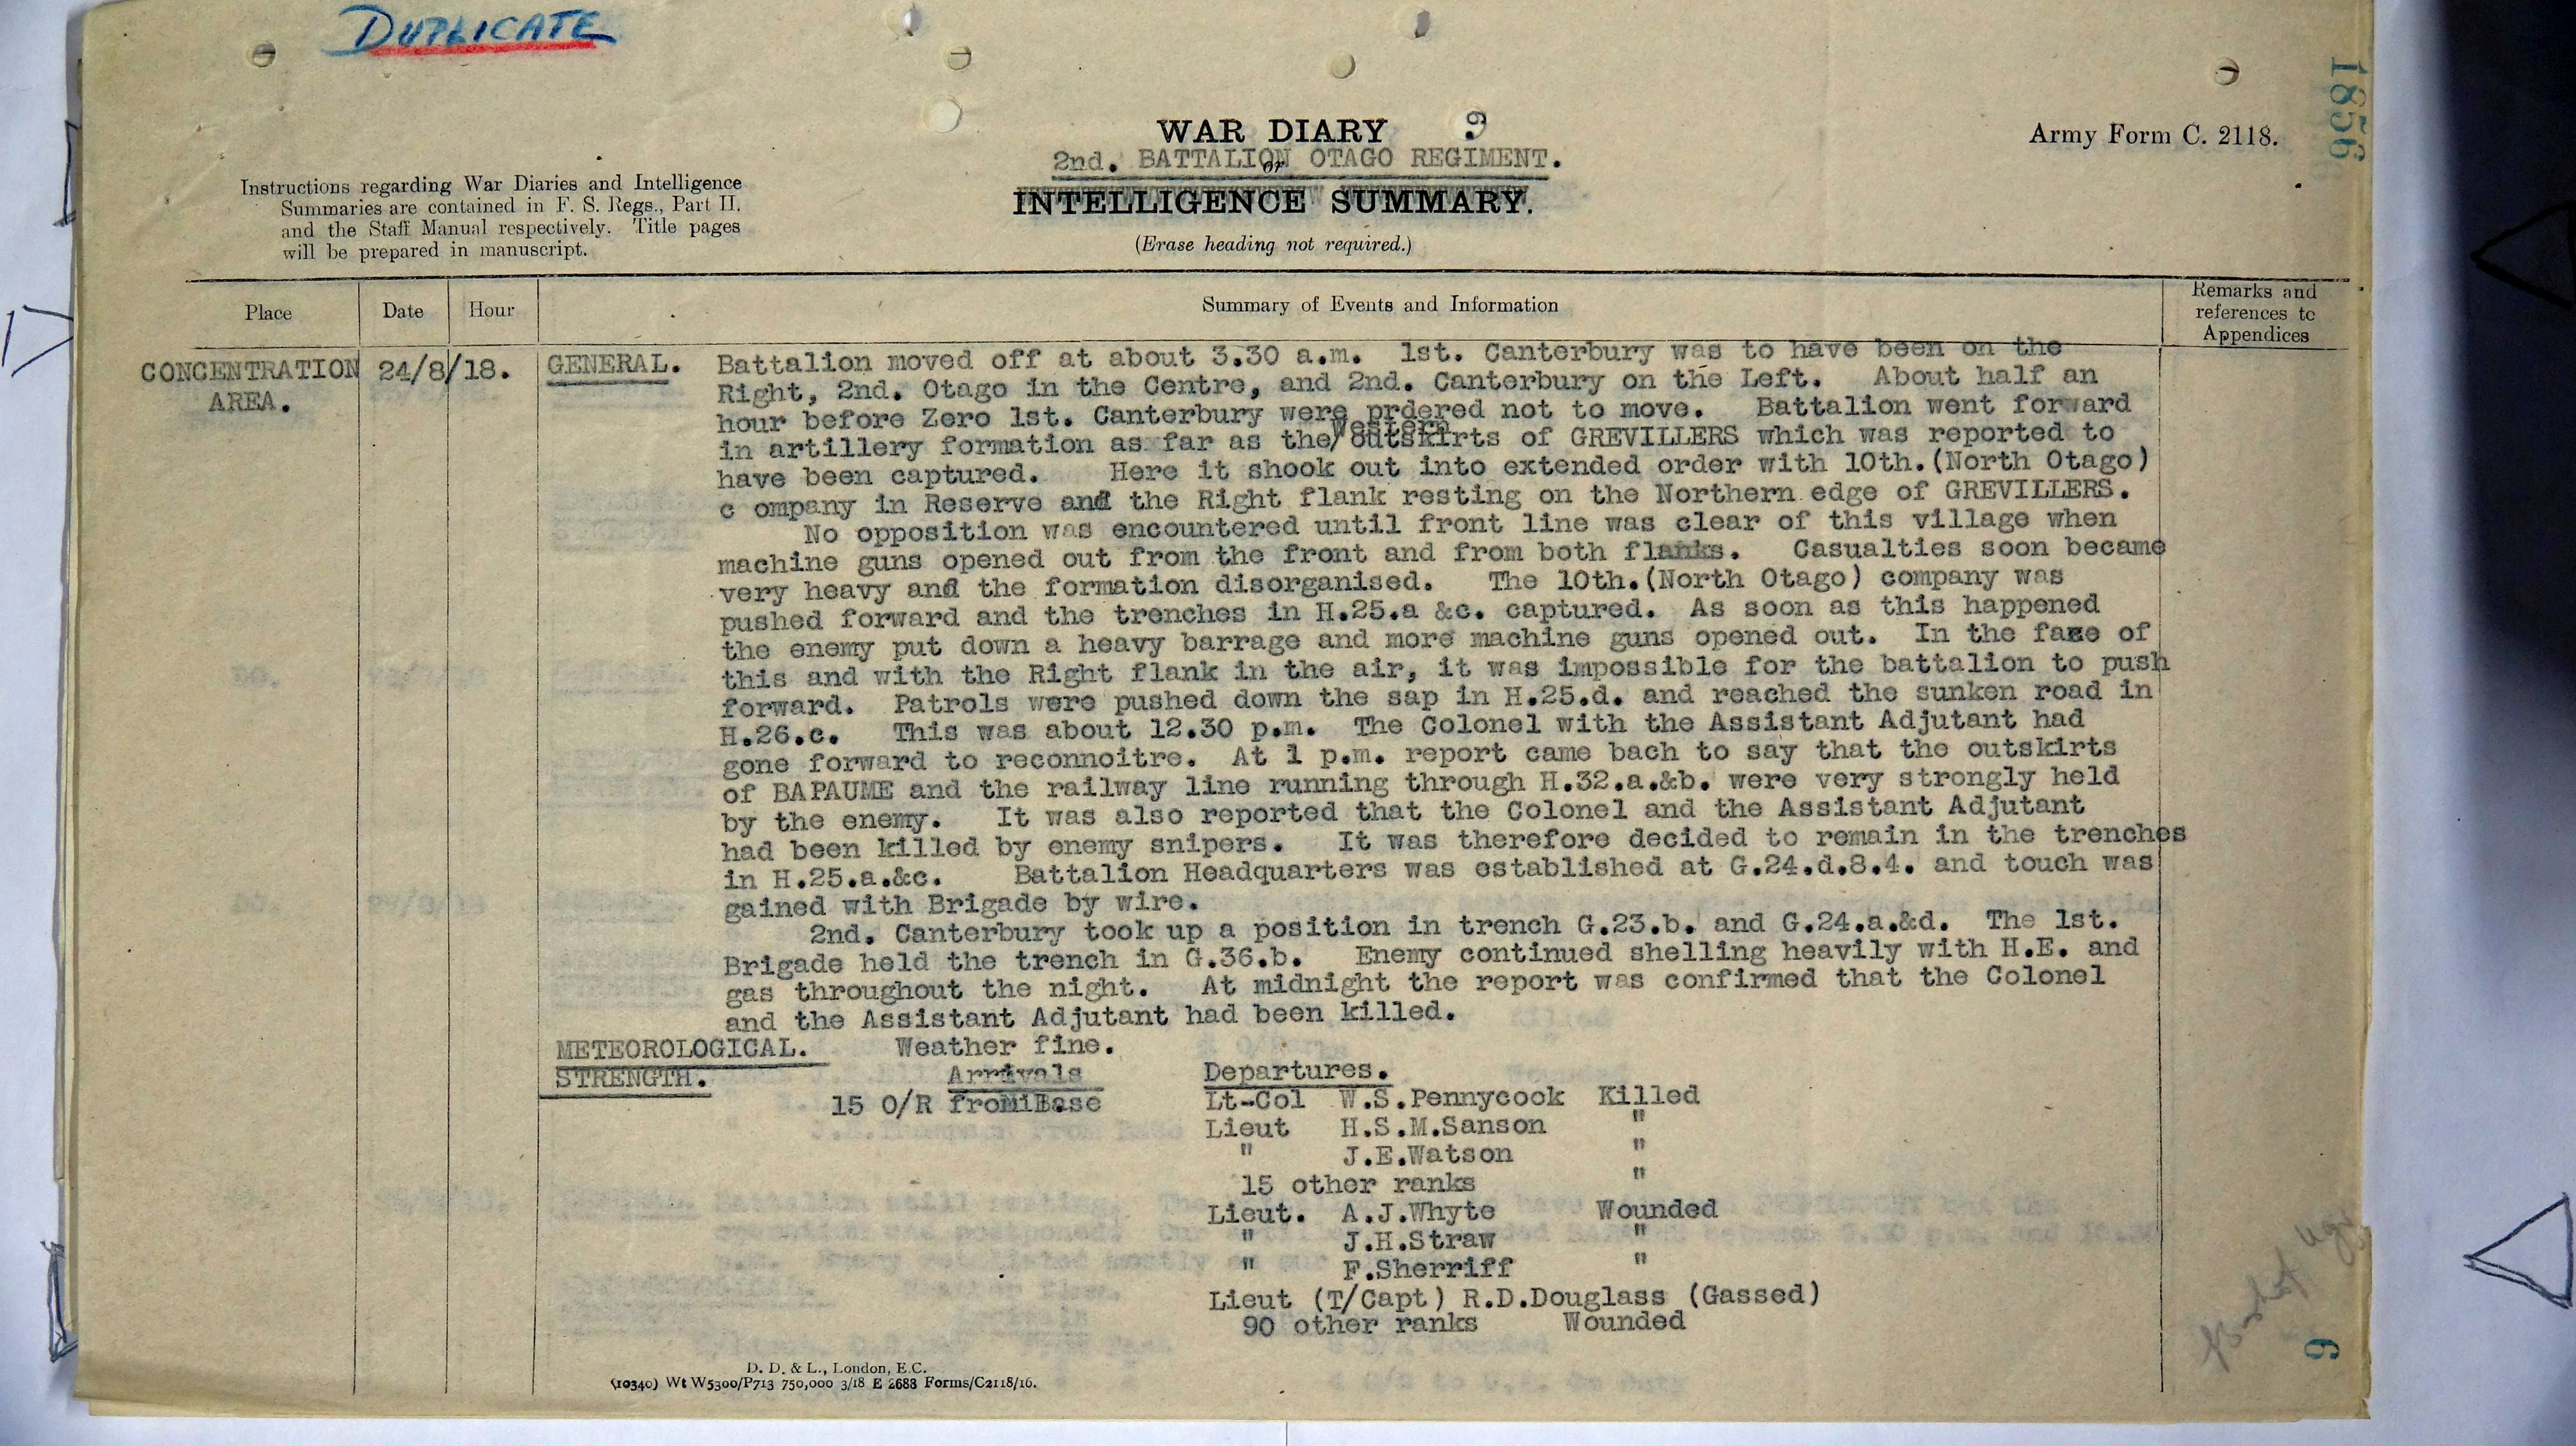 DUPLICATE
1856
WAR DIARY 9
Army Form C. 2118.
2nd. BATTALION OTAGO REGIMENT.
or
INTELLIGENCE SUMMARY.
(Erase heading not required.)
Instructions regarding War Diaries and Intelligence
Summaries are contained in F. S. Regs., Part II.
and the Staff Manual respectively. Title pages
will be prepared in manuscript.
Place Date Hour Summary of Events and Information Remarks and
references to
Appendices
CONCENTRATION 24/8/18.
AREA.
GENERAL. Battalion moved off at about 3.30 a.m. 1st. Canterbury was to have been on the
Right, 2nd. Otago in the Centre, and 2nd. Canterbury on the Left. About half an
hour before Zero 1st. Canterbury were prdered not to move. Battalion went forward
western
in artillery formation as far as the/ outskirts of GREVILLERS which was reported to
have been captured. Here it shook out into extended order with 10th.(North Otago)
c ompany in Reserve and the Right flank resting on the Northern edge of GREVILLERS.
No opposition was encountered until front line was clear of this village when
machine guns opened out from the front and from both flanks. Casualties soon became
very heavy and the formation disorganised. The 10th.(North Otago) company was
pushed forward and the trenches in H.25.a &c. captured. As soon as this happened
the enemy put down a heavy barrage and more machine guns opened out. In the face of
this and with the Right flank in the air, it was impossible for the battalion to push
forward. Patrols were pushed down the sap in H.25.d. and reached the sunken road in
H.26.c. This was about 12.30 p.m. The Colonel with the Assistant Adjutant had
gone forward to reconnoitre. At 1 p.m. report came bach to say that the outskirts
of BAPAUME and the railway line running through H.32.a.&b. were very strongly held
by the enemy. It was also reported that the Colonel and the Assistant Adjutant
had been killed by enemy snipers. It was therefore decided to remain in the trenches
in H.25.a.&c. Battalion Headquarters was established at G.24.d.8.4. and touch was
gained with Brigade by wire.
2nd. Canterbury took up a position in trench G.23.b. and G.24.a.&d. The 1st.
Brigade held the trench in G.36.b. Enemy continued shelling heavily with H.E. and
gas throughout the night. At midnight the report was confirmed that the Colonel
and the Assistant Adjutant had been killed.
METEOROLOGICAL. Weather fine.
STRENGTH. Arrivals Departures.
15 O/R from Base Lt-Col W.S.Pennycook Killed
Lieut H.S.M.Sanson "
" J.E.Watson "
15 other ranks "
Lieut. A.J.Whyte Wounded
" J.H.Straw "
" F.Sherriff "
Lieut (T/Capt) R.D.Douglass (Gassed)
90 other ranks Wounded
D. D. & L., London, E.C.
(10340) Wt W5300/P713 750,000 3/18 E 2688 Forms/C2118/16.
6